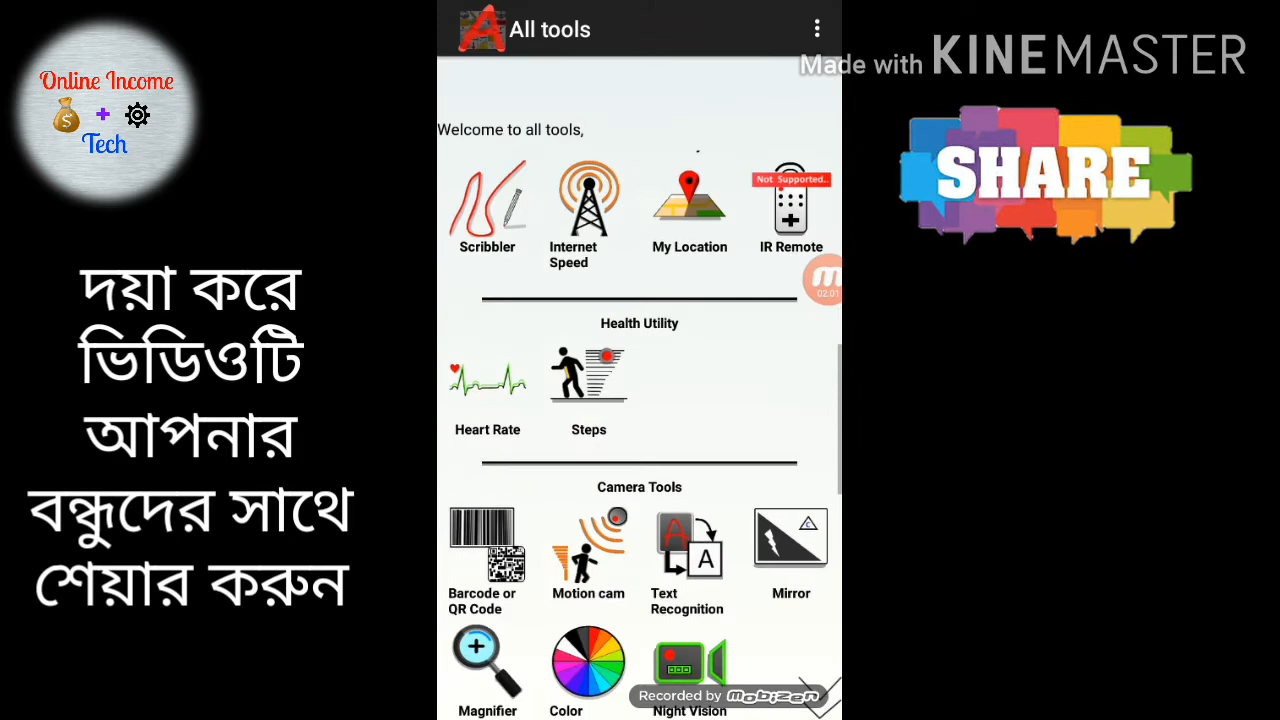 Online Income
+
Tech
দয়া করে
ভিডিওটি
আপনার
বন্ধুদের সাথে
শেয়ার করুন
A All tools
Welcome to all tools,
Scribbler
Internet
Speed
My Location
Not Supported..
IR Remote
02:01
Health Utility
Heart Rate
Steps
Camera Tools
Barcode or
QR Code
Motion cam
A
A
Text
Recognition
C
Mirror
Magnifier
Color
Night Vision
Recorded by Mobizen
Made with KINEMASTER
SHARE